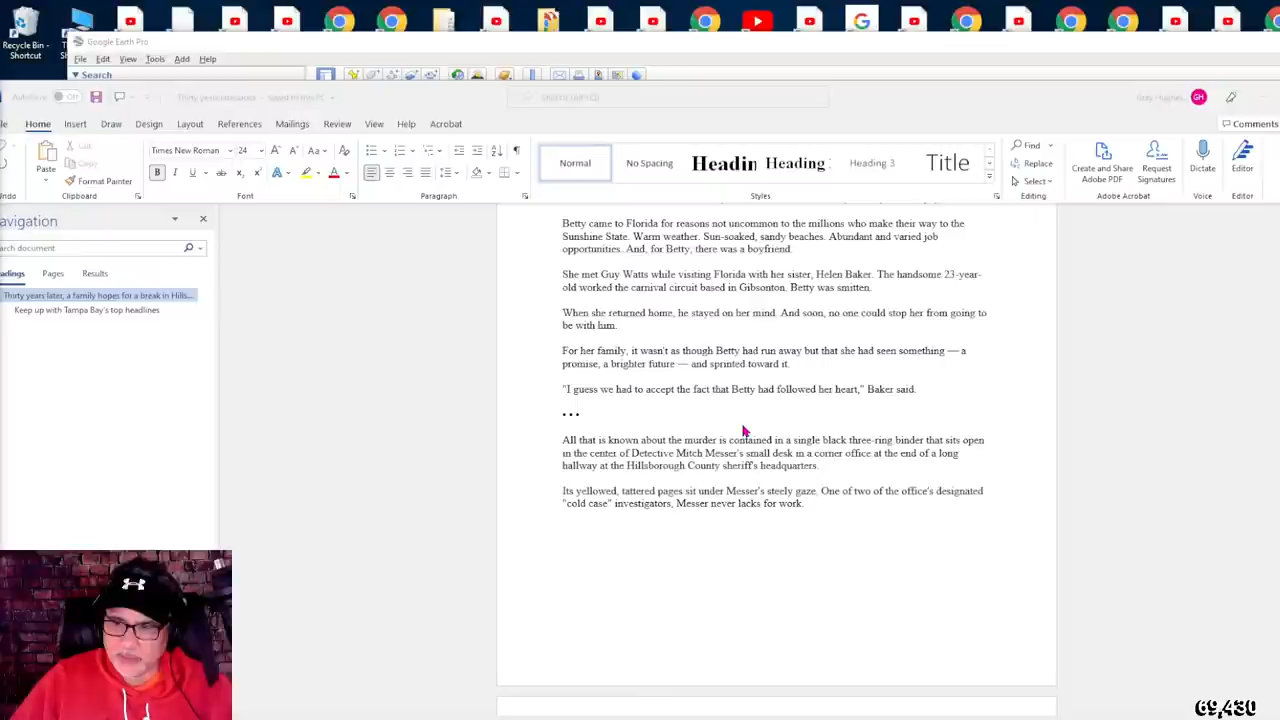 Recycle Bin - Shortcut
Google Earth Pro
File Edit View Tools Add Help
Search
Home Insert Draw Design Layout References Mailings Review View Help Acrobat
Comments
Paste
Cut
Copy
Format Painter
Clipboard
Times New Roman 24
Font
Paragraph
Normal No Spacing Headin Heading Heading 3 Title
Styles
Find
Replace
Select
Editing
Create and Share Adobe PDF
Request Signatures
Adobe Acrobat
Dictate
Voice
Editor
Editor
avigation
arch document
adings Pages Results
Thirty years later, a family hopes for a break in Hills...
Keep up with Tampa Bay's top headlines
Betty came to Florida for reasons not uncommon to the millions who make their way to the
Sunshine State. Warm weather. Sun-soaked, sandy beaches. Abundant and varied job
opportunities. And, for Betty, there was a boyfriend.
She met Guy Watts while visiting Florida with her sister, Helen Baker. The handsome 23-year-
old worked the carnival circuit based in Gibsonton. Betty was smitten.
When she returned home, he stayed on her mind. And soon, no one could stop her from going to
be with him.
For her family, it wasn't as though Betty had run away but that she had seen something — a
promise, a brighter future — and sprinted toward it.
"I guess we had to accept the fact that Betty had followed her heart," Baker said.
• • •
All that is known about the murder is contained in a single black three-ring binder that sits open
in the center of Detective Mitch Messer's small desk in a corner office at the end of a long
hallway at the Hillsborough County sheriff's headquarters.
Its yellowed, tattered pages sit under Messer's steely gaze. One of two of the office's designated
"cold case" investigators, Messer never lacks for work.
69,430